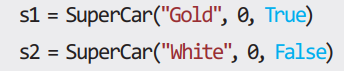 s1 = SuperCar("Gold", 0, True)
s2 = SuperCar("White", 0, False)